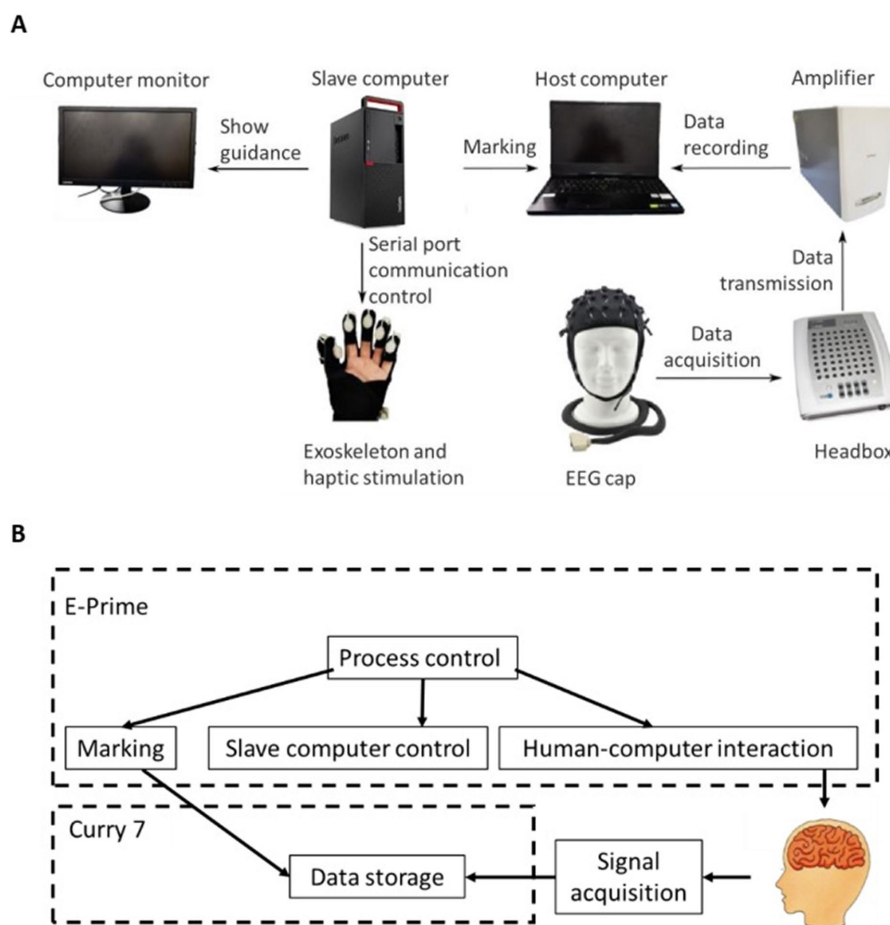 A
Computer monitor
Slave computer
Host computer
Amplifier
Show
guidance
Marking
Data
recording
Serial port
communication
control
Data
transmission
Data
acquisition
Exoskeleton and
haptic stimulation
EEG cap
Headbox
B
E-Prime
Process control
Marking
Slave computer control
Human-computer interaction
Curry 7
Data storage
Signal
acquisition